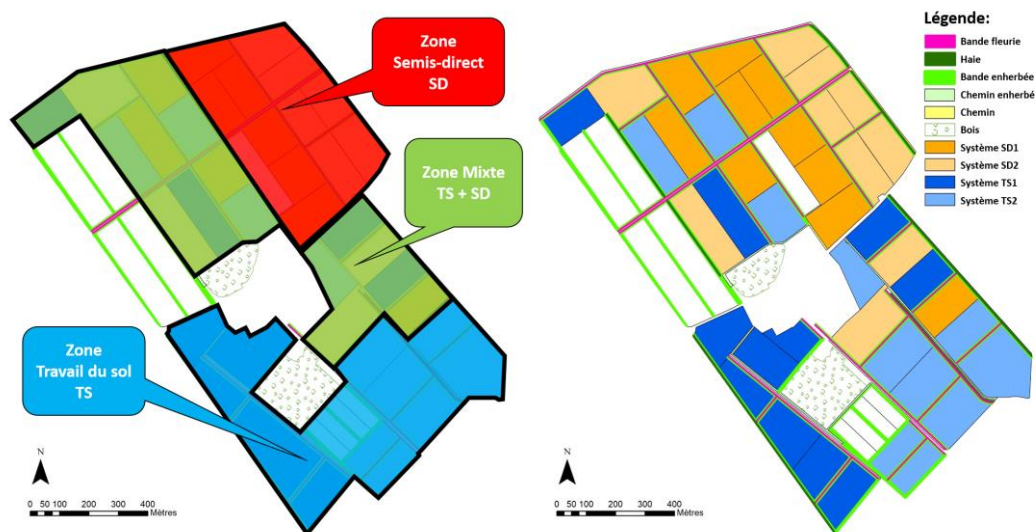 Zone
Semis-direct
SD
Zone Mixte
TS + SD
Zone
Travail du sol
TS
N
0 50 100 200 300 400
Mètres
Légende:
Bande fleurie
Haie
Bande enherbée
Chemin enherbé
Chemin
Bois
Système SD1
Système SD2
Système TS1
Système TS2
N
0 50 100 200 300 400
Mètres